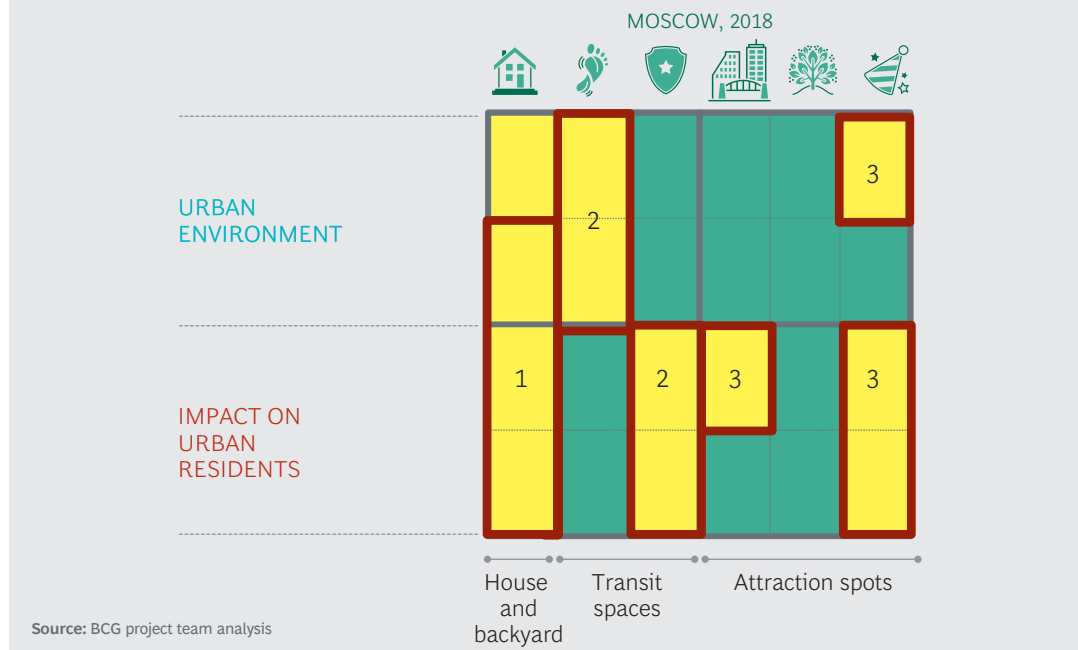 MOSCOW, 2018
URBAN
ENVIRONMENT
3
2
IMPACT ON
URBAN
RESIDENTS
1
2
3
3
House
and
backyard
Transit
spaces
Attraction spots
Source: BCG project team analysis